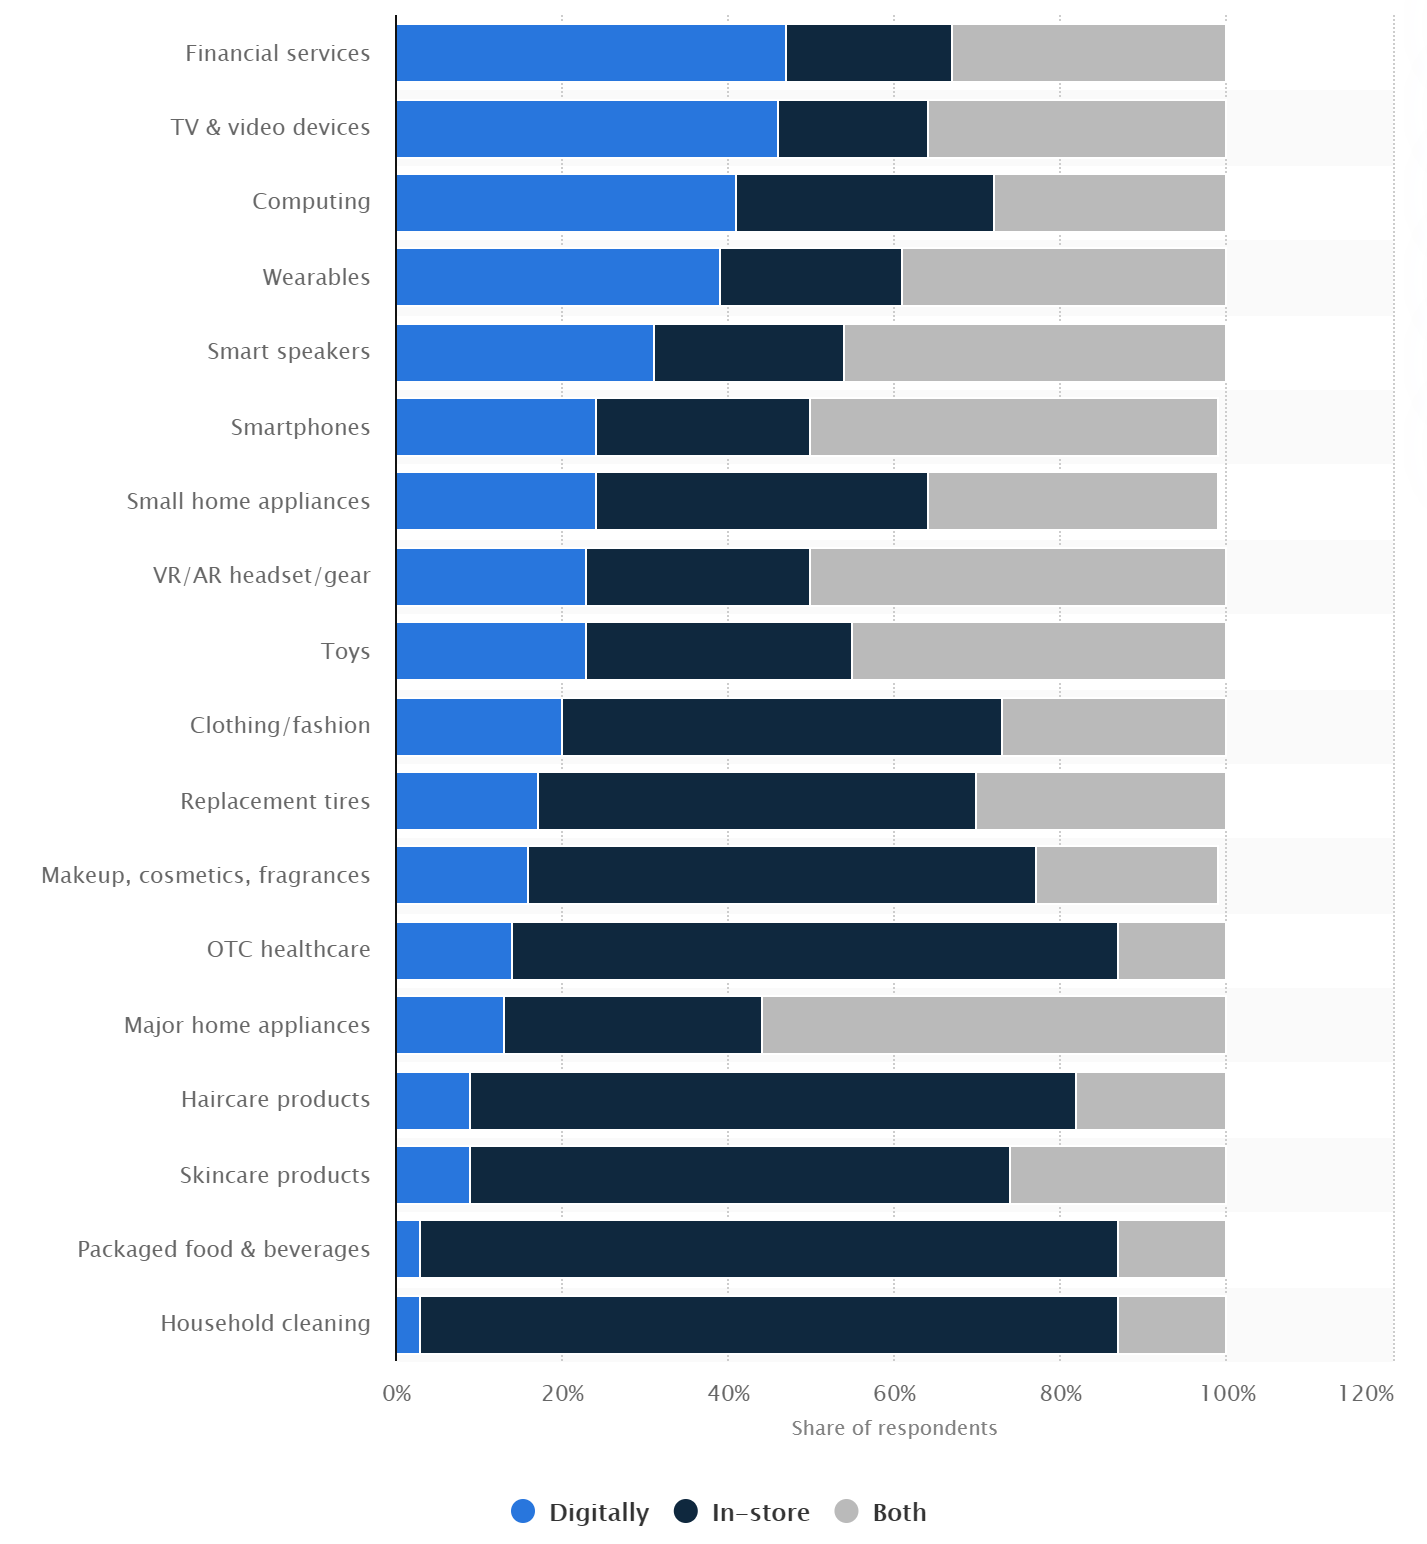 Financial services
TV & video devices
Computing
Wearables
Smart speakers
Smartphones
Small home appliances
VR/AR headset/gear
Toys
Clothing/fashion
Replacement tires
Makeup, cosmetics, fragrances
OTC healthcare
Major home appliances
Haircare products
Skincare products
Packaged food & beverages
Household cleaning
0% 20% 40% 60% 80% 100% 120%
Share of respondents
Digitally In-store Both